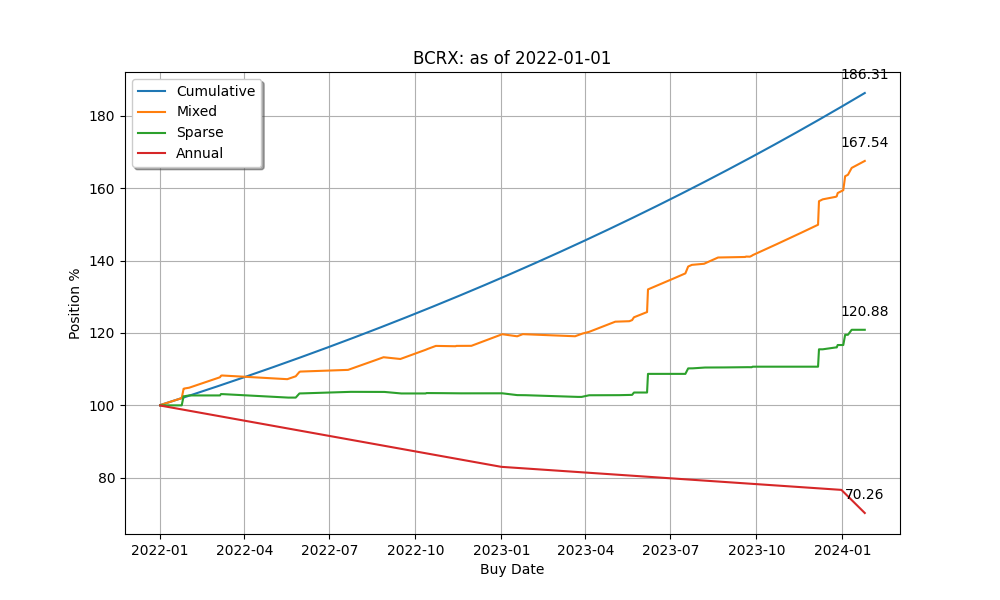 BCRX: as of 2022-01-01
Cumulative
Mixed
Sparse
Annual
186.31
167.54
120.88
70.26
Position %
180
160
140
120
100
80
2022-01 2022-04 2022-07 2022-10 2023-01 2023-04 2023-07 2023-10 2024-01
Buy Date